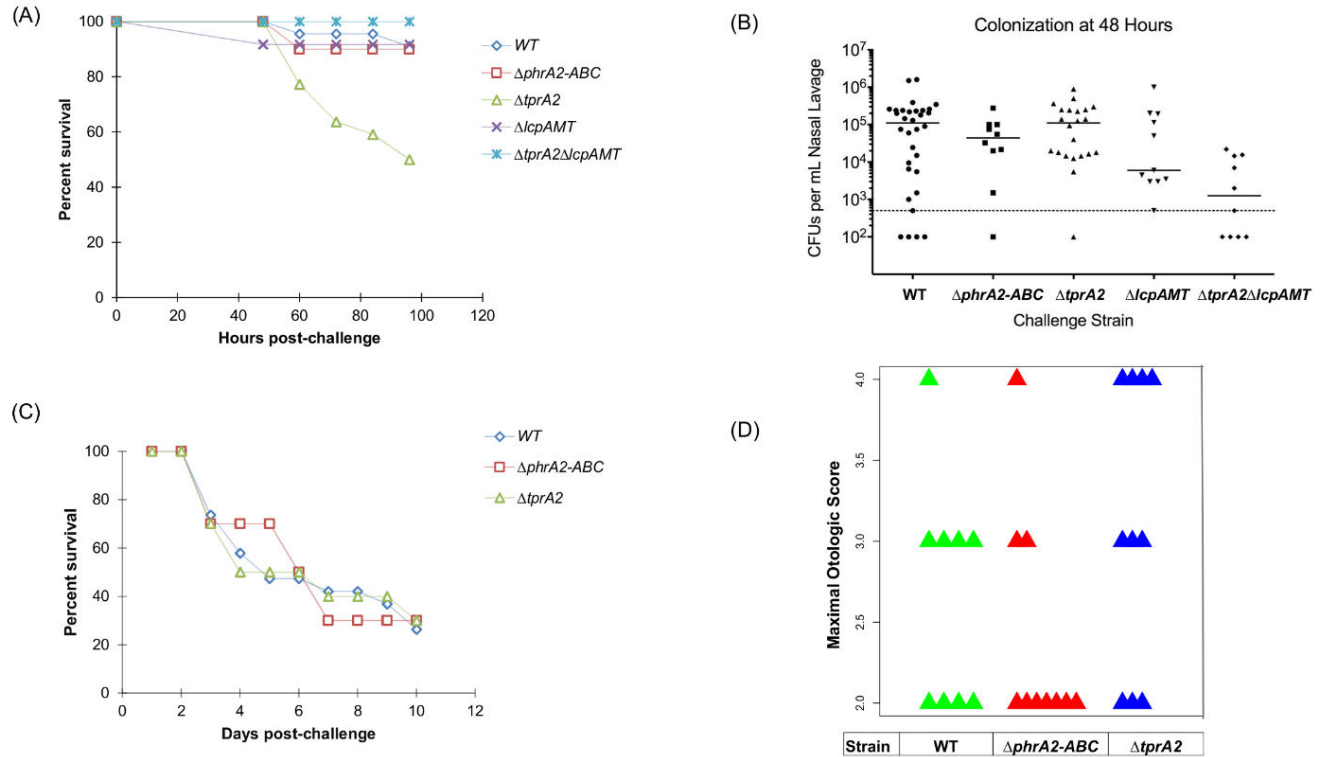 (A)
100
80
60
40
20
0
0 20 40 60 80 100 120
Percent survival
Hours post-challenge
WT
ΔphrA2-ABC
ΔtprA2
ΔlcpAMT
ΔtprA2ΔlcpAMT
(B)
Colonization at 48 Hours
10⁷
10⁶
10⁵
10⁴
10³
10²
CFUs per mL Nasal Lavage
WT ΔphrA2-ABC ΔtprA2 ΔlcpAMT ΔtprA2ΔlcpAMT
Challenge Strain
(C)
100
80
60
40
20
0
0 2 4 6 8 10 12
Percent survival
Days post-challenge
WT
ΔphrA2-ABC
ΔtprA2
(D)
4.0
3.5
3.0
2.5
2.0
Maximal Otologic Score
Strain WT ΔphrA2-ABC ΔtprA2